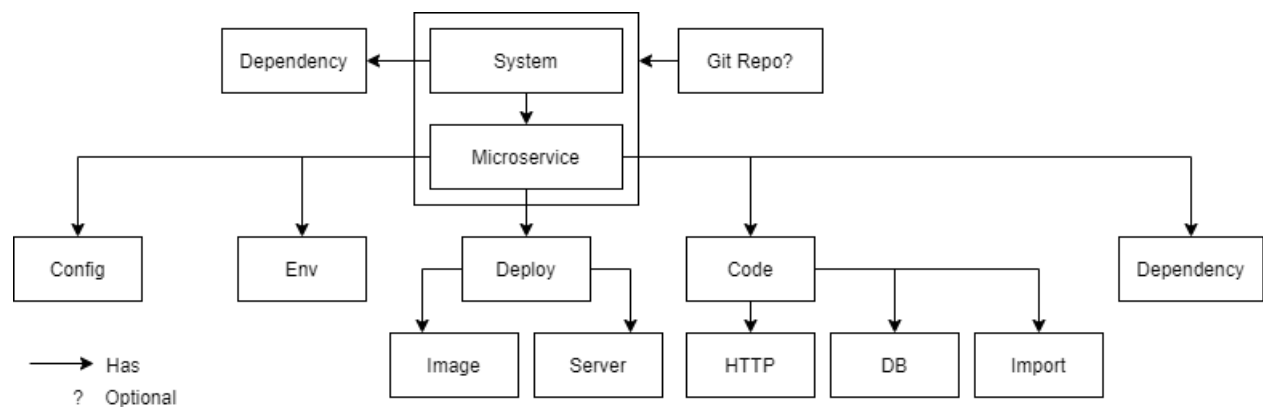 Dependency
System
Git Repo?
Microservice
Config
Env
Deploy
Code
Dependency
Image
Server
HTTP
DB
Import
Has
? Optional